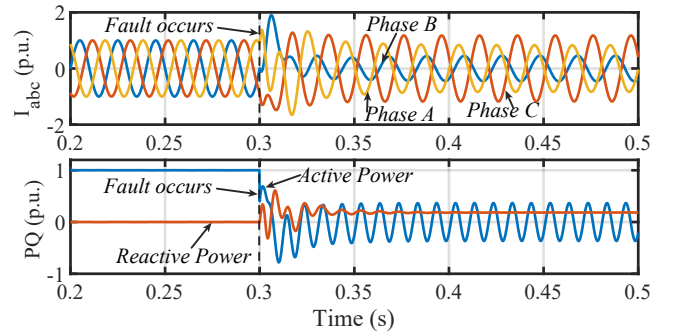 2
Fault occurs
Phase B
0
I_abc (p.u.)
Phase A
Phase C
-2
0.2 0.25 0.3 0.35 0.4 0.45 0.5
1
Active Power
Fault occurs
0
PQ (p.u.)
Reactive Power
-1
0.2 0.25 0.3 0.35 0.4 0.45 0.5
Time (s)